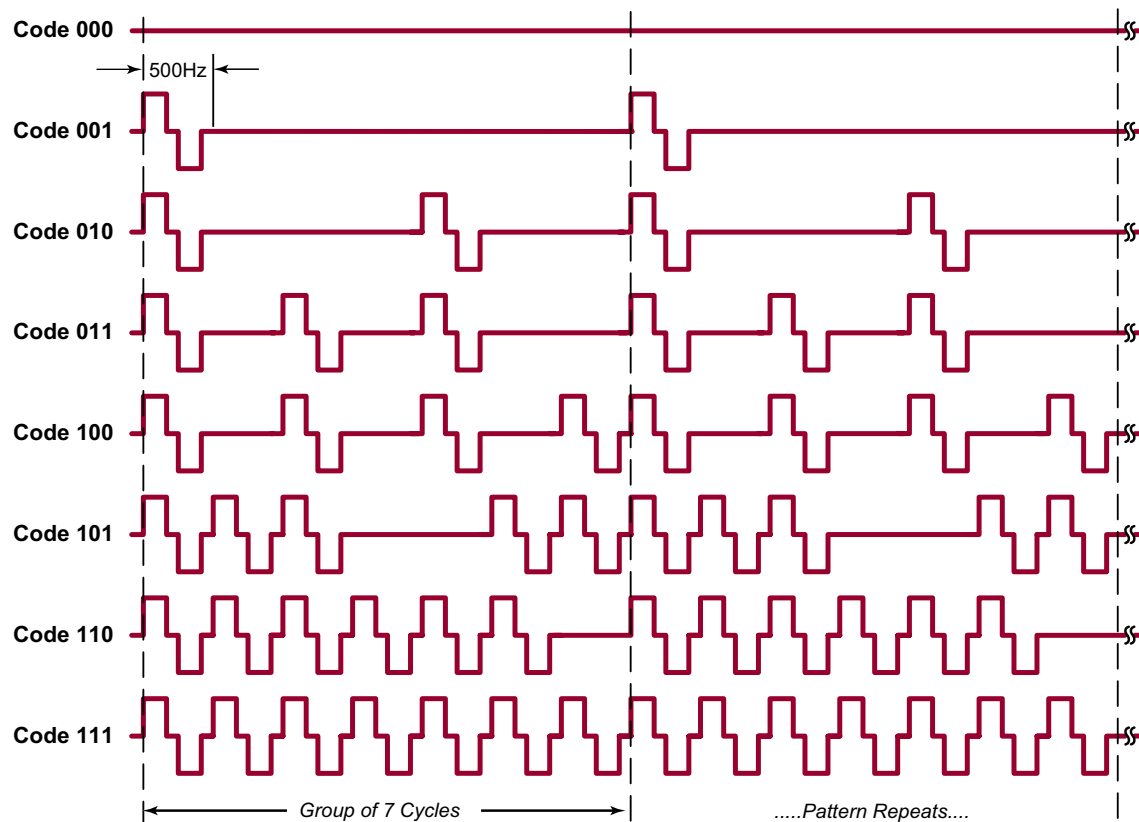 Code 000
500Hz
Code 001
Code 010
Code 011
Code 100
Code 101
Code 110
Code 111
Group of 7 Cycles
.....Pattern Repeats....